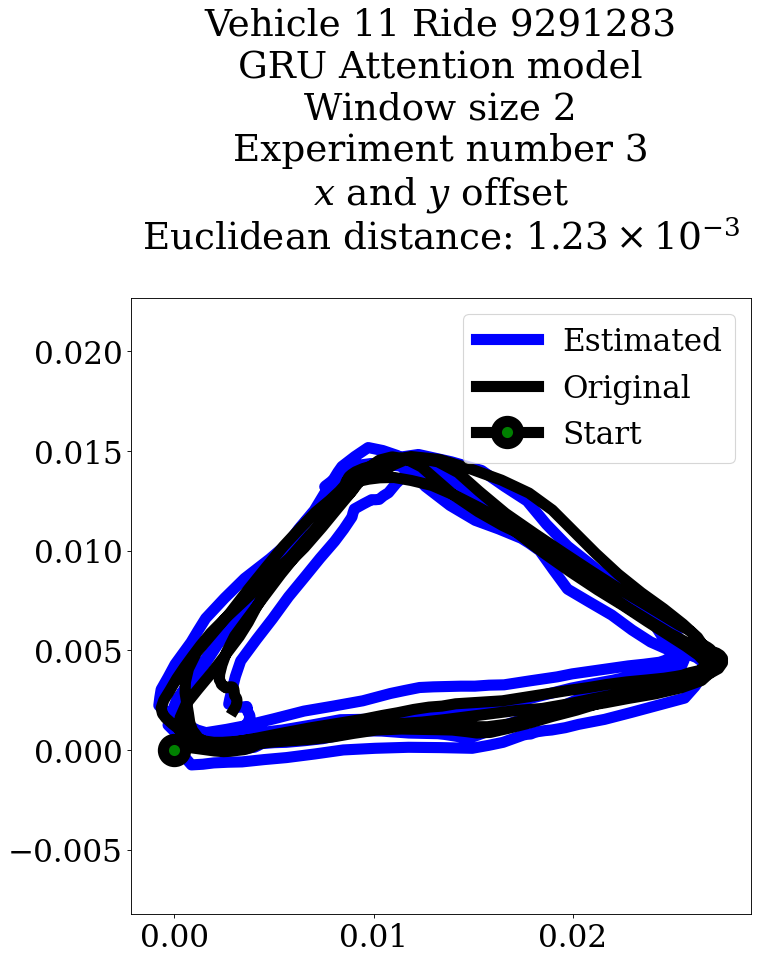 Vehicle 11 Ride 9291283
GRU Attention model
Window size 2
Experiment number 3
x and y offset
Euclidean distance: 1.23 × 10⁻³
Estimated
Original
Start
0.020
0.015
0.010
0.005
0.000
−0.005
0.00 0.01 0.02